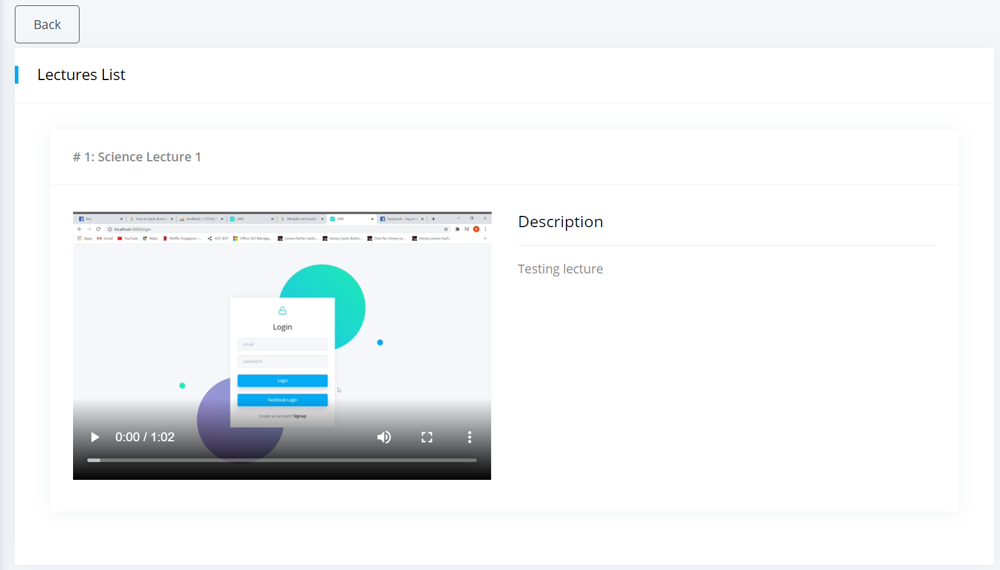 Back
Lectures List
# 1: Science Lecture 1
lms
how to back directo
localhost / 127.0.0.1
LMS
Module not found:
LMS
Facebook – log in or
localhost:3000/login
Apps Gmail YouTube Maps Netflix Singapore –... SOC BOT Office 365 Manage... Lemon Butter Garlic... Honey Garlic Butter... One Pan Honey Le... Honey Lemon Garli... »
N
Login
Email
password
Login
Facebook Login
Create an account? Signup
0:00 / 1:02
Description
Testing lecture